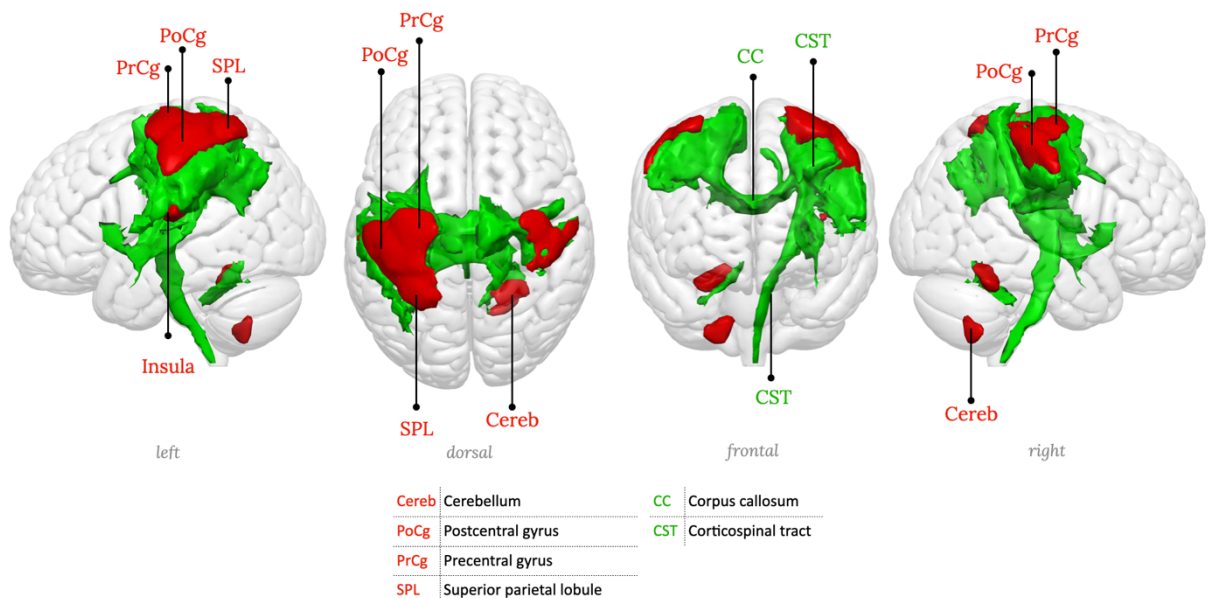 PoCg
PrCg
SPL
Insula
left
PrCg
PoCg
SPL
Cereb
dorsal
CC
CST
CST
frontal
PrCg
PoCg
Cereb
right
Cereb Cerebellum
PoCg Postcentral gyrus
PrCg Precentral gyrus
SPL Superior parietal lobule
CC Corpus callosum
CST Corticospinal tract